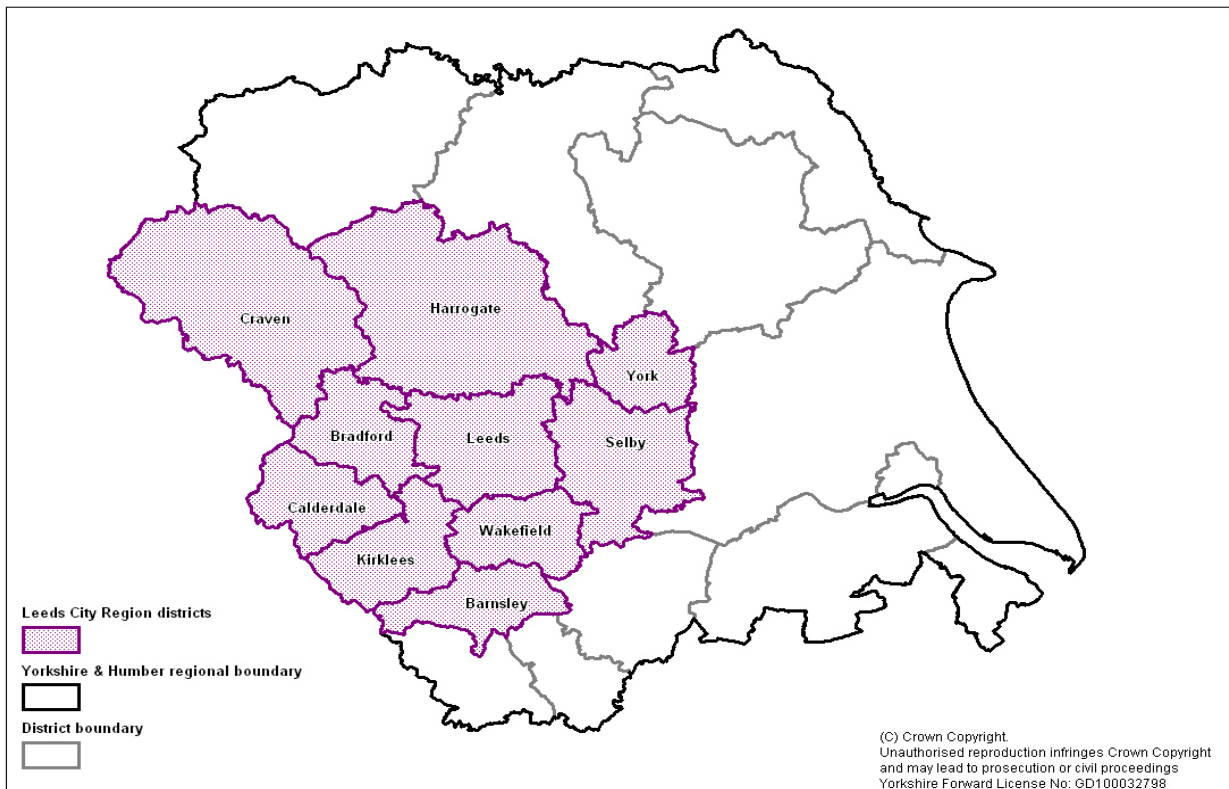 Craven
Harrogate
York
Bradford
Leeds
Selby
Calderdale
Wakefield
Kirklees
Barnsley
Leeds City Region districts
Yorkshire & Humber regional boundary
District boundary
(C) Crown Copyright.
Unauthorised reproduction infringes Crown Copyright
and may lead to prosecution or civil proceedings
Yorkshire Forward License No: GD100032798